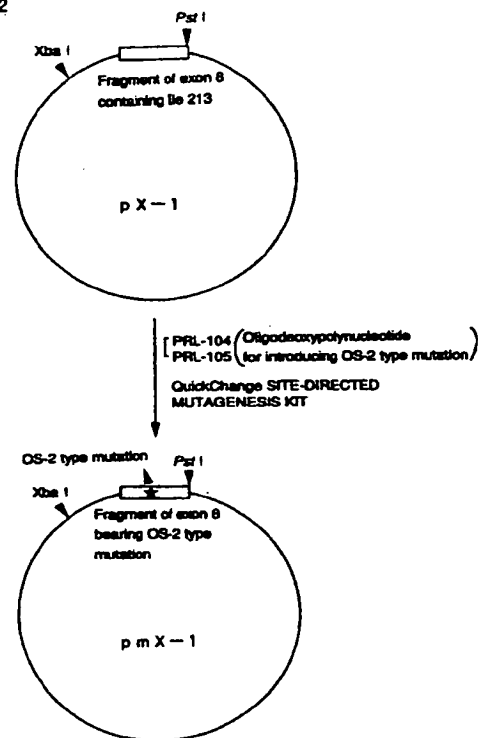 2
Pst I
Xba I
Fragment of exon 8
containing Ile 213
p X — 1
PRL-104 (Oligodeoxypolynucleotide
PRL-105 for introducing OS-2 type mutation)
QuickChange SITE-DIRECTED
MUTAGENESIS KIT
OS-2 type mutation
Pst I
Xba I
Fragment of exon 8
bearing OS-2 type
mutation
p m X — 1